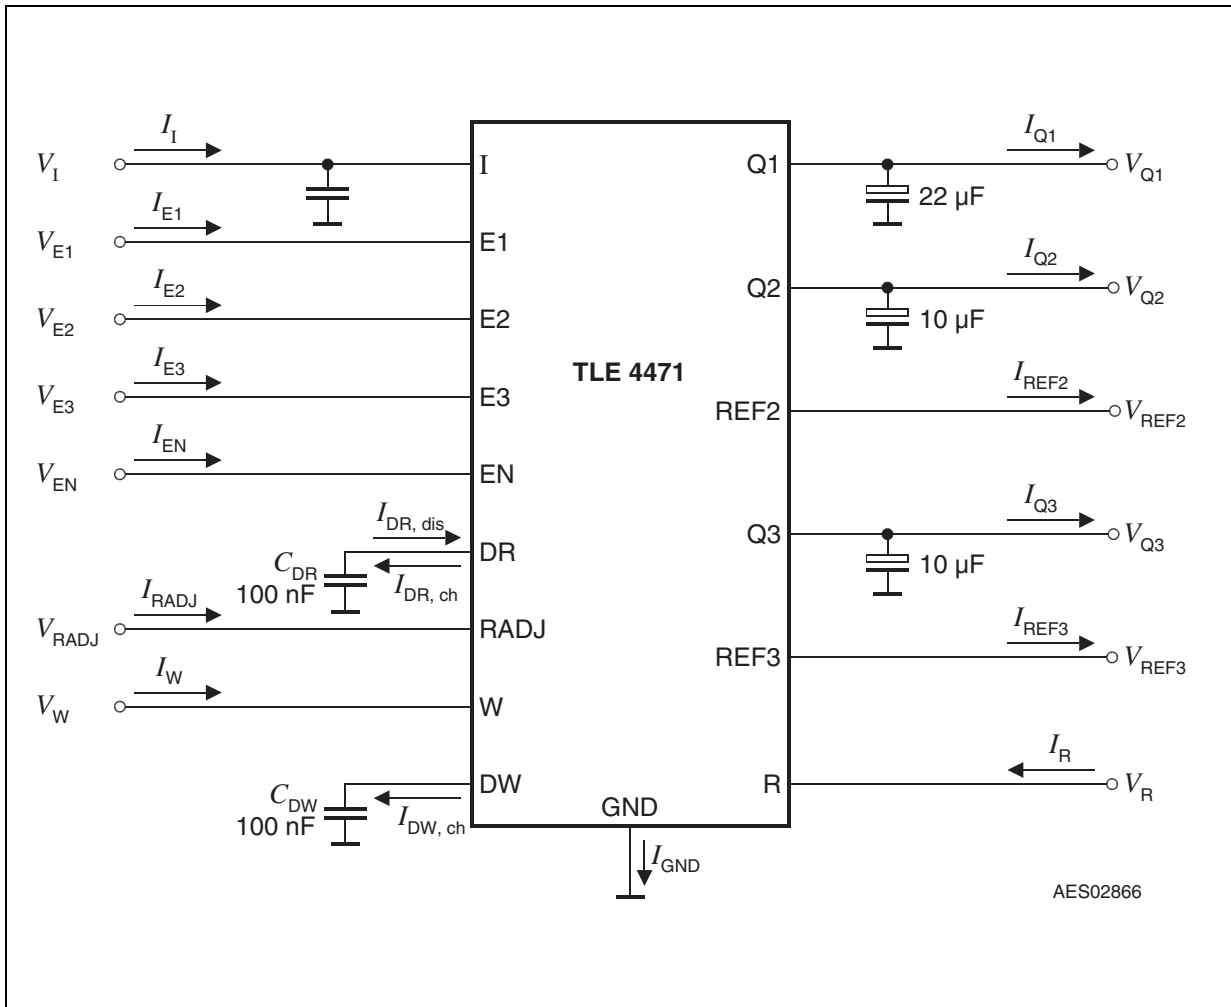 I_I
V_I
I
I_E1
V_E1
E1
I_E2
V_E2
E2
I_E3
V_E3
E3
I_EN
V_EN
EN
I_DR, dis
DR
C_DR
100 nF
I_DR, ch
I_RADJ
V_RADJ
RADJ
I_W
V_W
W
DW
C_DW
100 nF
I_DW, ch
TLE 4471
GND
I_GND
Q1
I_Q1
V_Q1
22 µF
Q2
I_Q2
V_Q2
10 µF
REF2
I_REF2
V_REF2
Q3
I_Q3
V_Q3
10 µF
REF3
I_REF3
V_REF3
R
I_R
V_R
AES02866